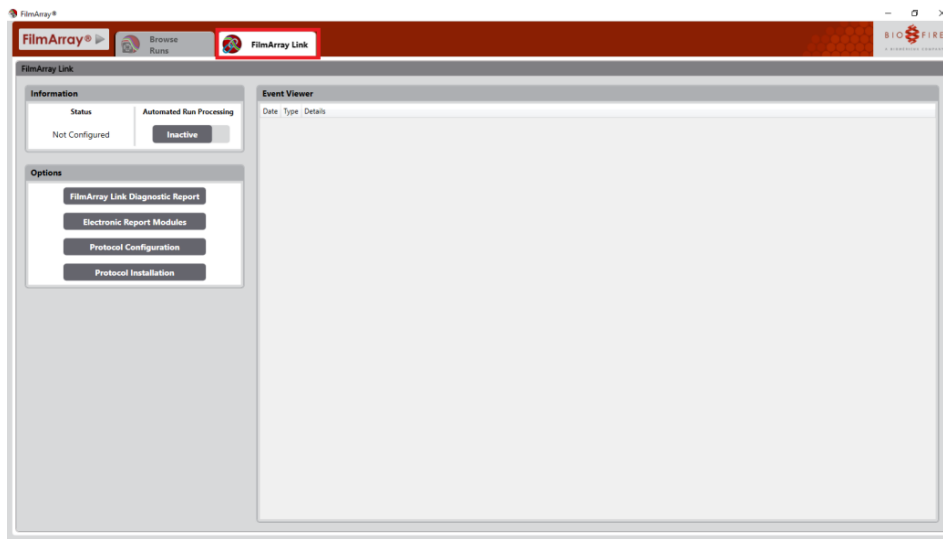 FilmArray®
FilmArray®
Browse
Runs
FilmArray Link
BIO FIRE
FilmArray Link
Information
Status
Automated Run Processing
Not Configured
Inactive
Options
FilmArray Link Diagnostic Report
Electronic Report Modules
Protocol Configuration
Protocol Installation
Event Viewer
Date Type Details